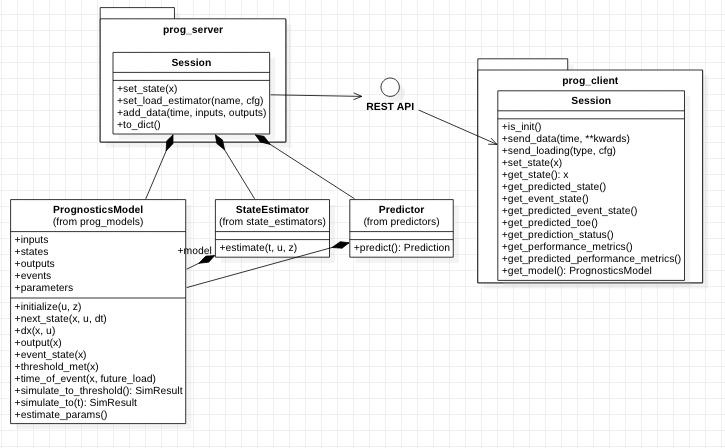 prog_server
Session
+set_state(x)
+set_load_estimator(name, cfg)
+add_data(time, inputs, outputs)
+to_dict()
REST API
prog_client
Session
+is_init()
+send_data(time, **kwards)
+send_loading(type, cfg)
+set_state(x)
+get_state(): x
+get_predicted_state()
+get_event_state()
+get_predicted_event_state()
+get_predicted_toe()
+get_prediction_status()
+get_performance_metrics()
+get_predicted_performance_metrics()
+get_model(): PrognosticsModel
PrognosticsModel
(from prog_models)
+inputs
+states
+outputs
+events
+parameters
+initialize(u, z)
+next_state(x, u, dt)
+dx(x, u)
+output(x)
+event_state(x)
+threshold_met(x)
+time_of_event(x, future_load)
+simulate_to_threshold(): SimResult
+simulate_to(t): SimResult
+estimate_params()
+model
StateEstimator
(from state_estimators)
+estimate(t, u, z)
Predictor
(from predictors)
+predict(): Prediction